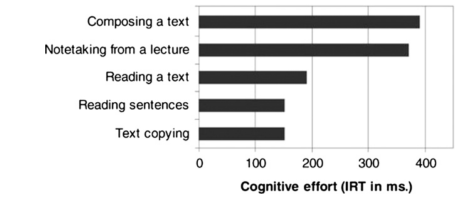 Composing a text
Notetaking from a lecture
Reading a text
Reading sentences
Text copying
0 100 200 300 400
Cognitive effort (IRT in ms.)